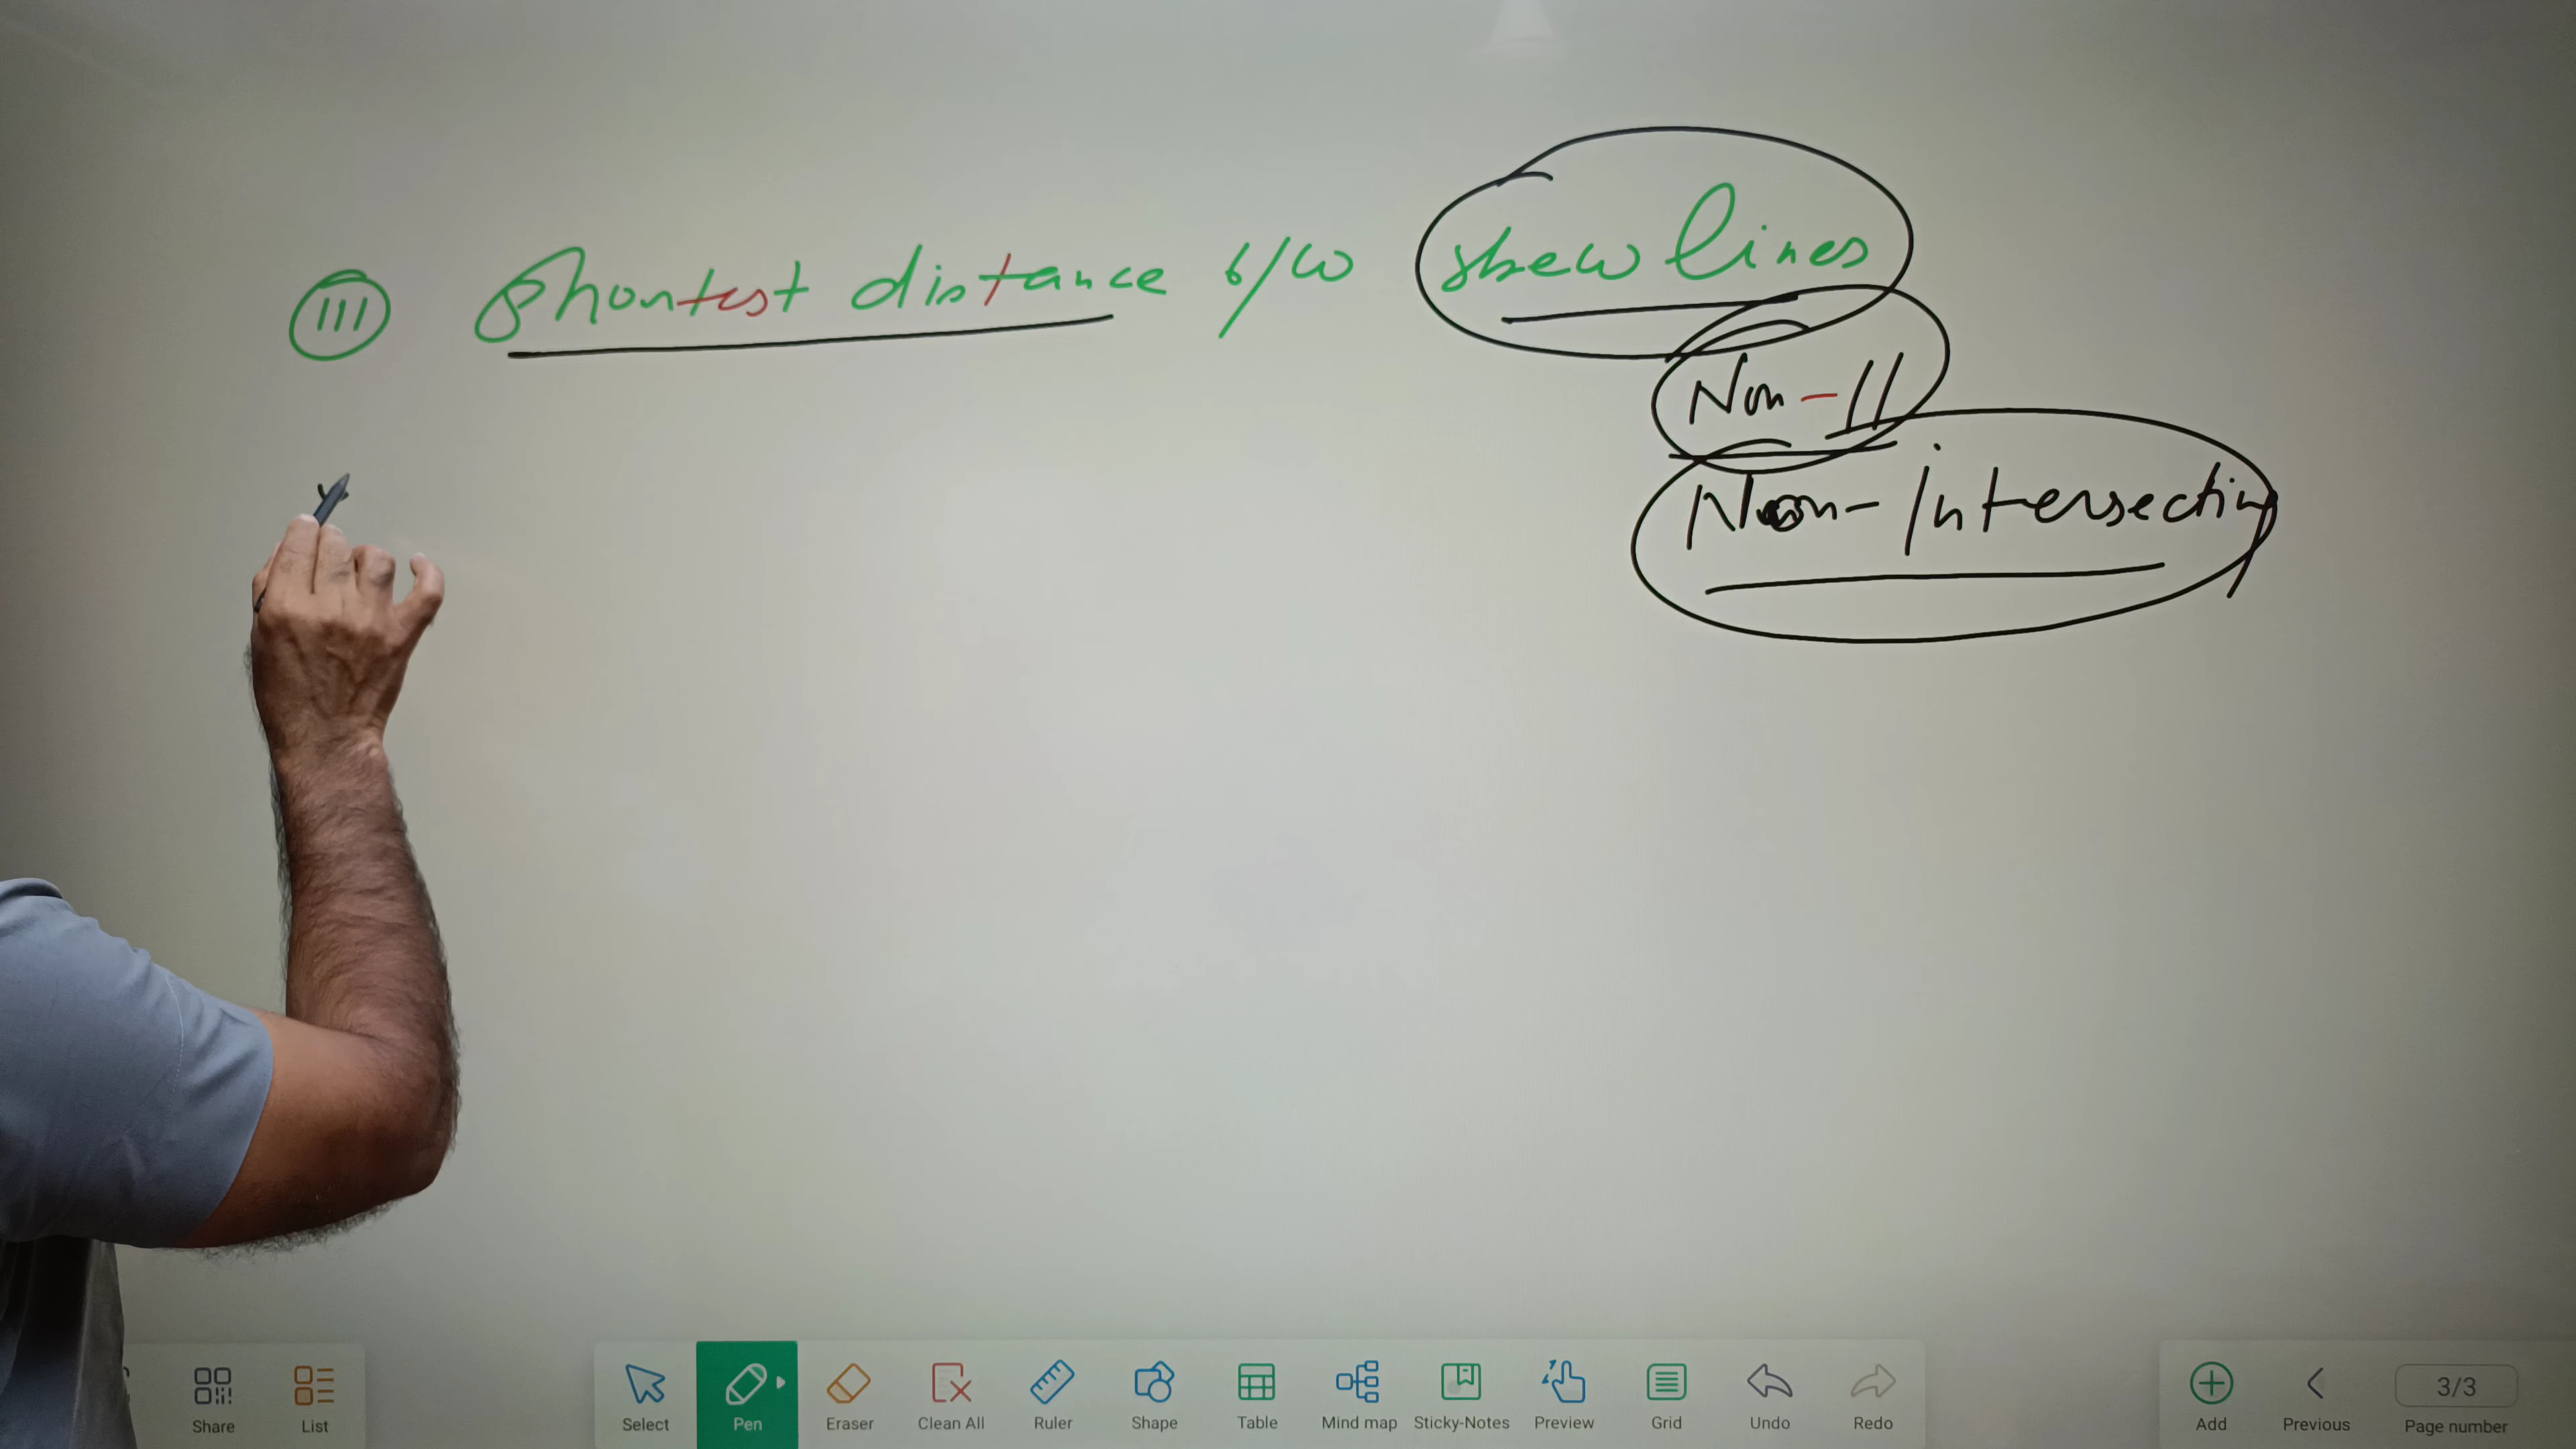 III Shortest distance b/w skew lines
Non-||
Non-Intersecting
Share List Select Pen Eraser Clean All Ruler Shape Table Mind map Sticky-Notes Preview Grid Undo Redo Add Previous 3/3 Page number